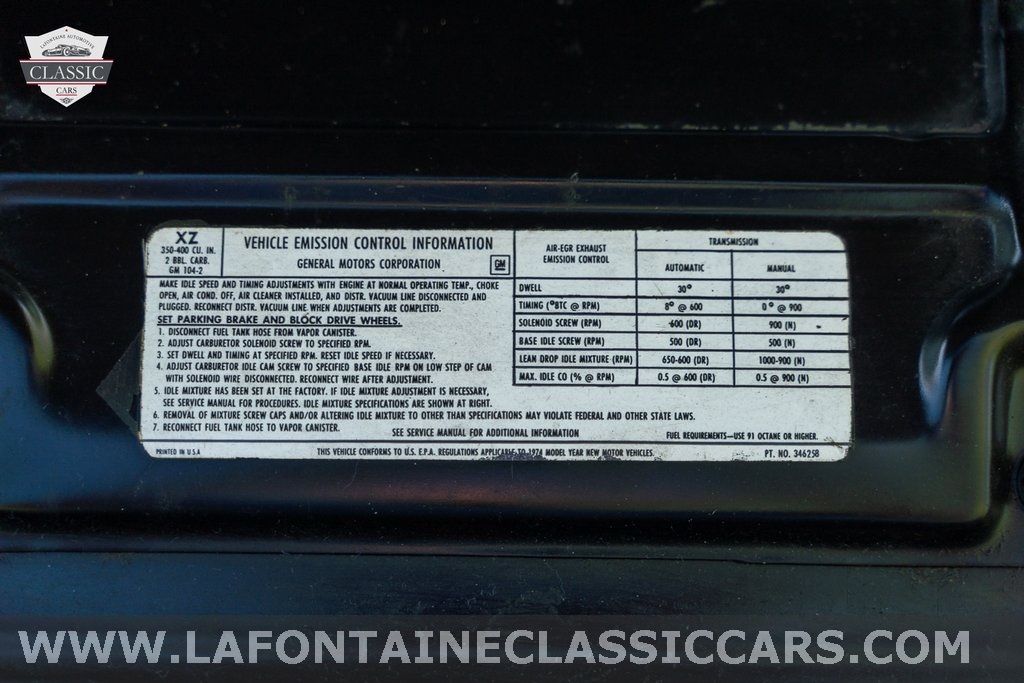 LAFONTAINE AUTOMOTIVE
CLASSIC
CARS
XZ
350-400 CU. IN.
2 BBL. CARB.
GM 104-2
VEHICLE EMISSION CONTROL INFORMATION
GENERAL MOTORS CORPORATION GM
MAKE IDLE SPEED AND TIMING ADJUSTMENTS WITH ENGINE AT NORMAL OPERATING TEMP., CHOKE
OPEN, AIR COND. OFF, AIR CLEANER INSTALLED, AND DISTR. VACUUM LINE DISCONNECTED AND
PLUGGED. RECONNECT DISTR. VACUUM LINE WHEN ADJUSTMENTS ARE COMPLETED.
SET PARKING BRAKE AND BLOCK DRIVE WHEELS.
1. DISCONNECT FUEL TANK HOSE FROM VAPOR CANISTER.
2. ADJUST CARBURETOR SOLENOID SCREW TO SPECIFIED RPM.
3. SET DWELL AND TIMING AT SPECIFIED RPM. RESET IDLE SPEED IF NECESSARY.
4. ADJUST CARBURETOR IDLE CAM SCREW TO SPECIFIED BASE IDLE RPM ON LOW STEP OF CAM
WITH SOLENOID WIRE DISCONNECTED. RECONNECT WIRE AFTER ADJUSTMENT.
5. IDLE MIXTURE HAS BEEN SET AT THE FACTORY. IF IDLE MIXTURE ADJUSTMENT IS NECESSARY,
SEE SERVICE MANUAL FOR PROCEDURES. IDLE MIXTURE SPECIFICATIONS ARE SHOWN AT RIGHT.
6. REMOVAL OF MIXTURE SCREW CAPS AND/OR ALTERING IDLE MIXTURE TO OTHER THAN SPECIFICATIONS MAY VIOLATE FEDERAL AND OTHER STATE LAWS.
7. RECONNECT FUEL TANK HOSE TO VAPOR CANISTER.
AIR-EGR EXHAUST
EMISSION CONTROL
TRANSMISSION
AUTOMATIC MANUAL
DWELL 30° 30°
TIMING (°BTC @ RPM) 8° @ 600 0° @ 900
SOLENOID SCREW (RPM) 600 (DR) 900 (N)
BASE IDLE SCREW (RPM) 500 (DR) 500 (N)
LEAN DROP IDLE MIXTURE (RPM) 650-600 (DR) 1000-900 (N)
MAX. IDLE CO (% @ RPM) 0.5 @ 600 (DR) 0.5 @ 900 (N)
SEE SERVICE MANUAL FOR ADDITIONAL INFORMATION
FUEL REQUIREMENTS—USE 91 OCTANE OR HIGHER.
PRINTED IN U.S.A
THIS VEHICLE CONFORMS TO U.S. E.P.A. REGULATIONS APPLICABLE TO 1974 MODEL YEAR NEW MOTOR VEHICLES.
PT. NO. 346258
WWW.LAFONTAINECLASSICCARS.COM